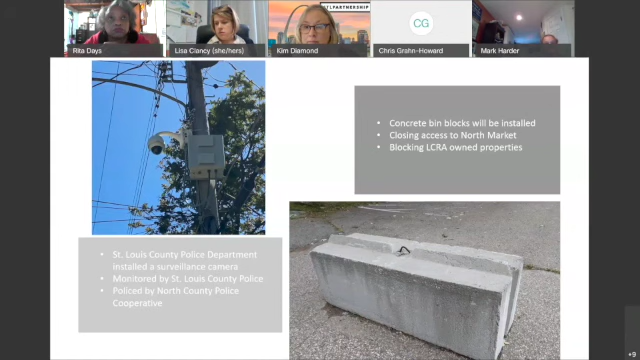 TLPARTNERSHIP
CG
Rita Days
Lisa Clancy (she/hers)
Kim Diamond
Chris Grahn-Howard
Mark Harder
• Concrete bin blocks will be installed
• Closing access to North Market
• Blocking LCRA owned properties
• St. Louis County Police Department
installed a surveillance camera
• Monitored by St. Louis County Police
• Policed by North County Police
Cooperative
+9